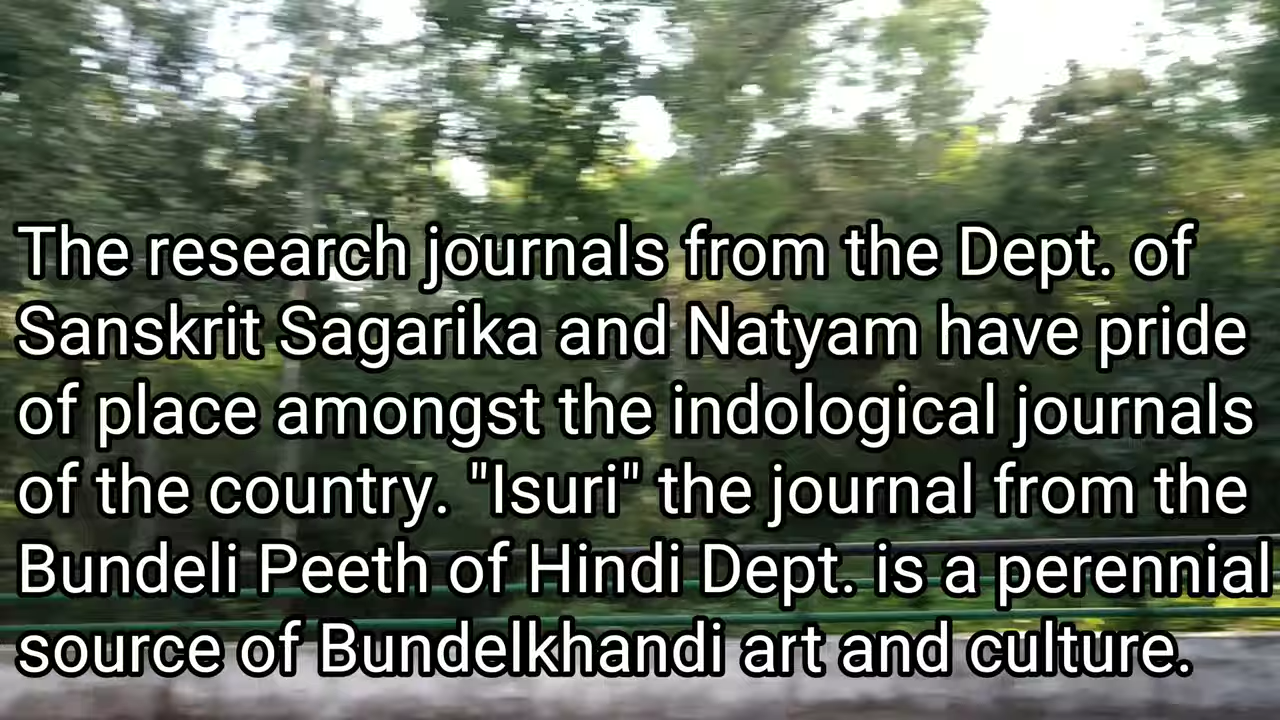 The research journals from the Dept. of
Sanskrit Sagarika and Natyam have pride
of place amongst the indological journals
of the country. "Isuri" the journal from the
Bundeli Peeth of Hindi Dept. is a perennial
source of Bundelkhandi art and culture.